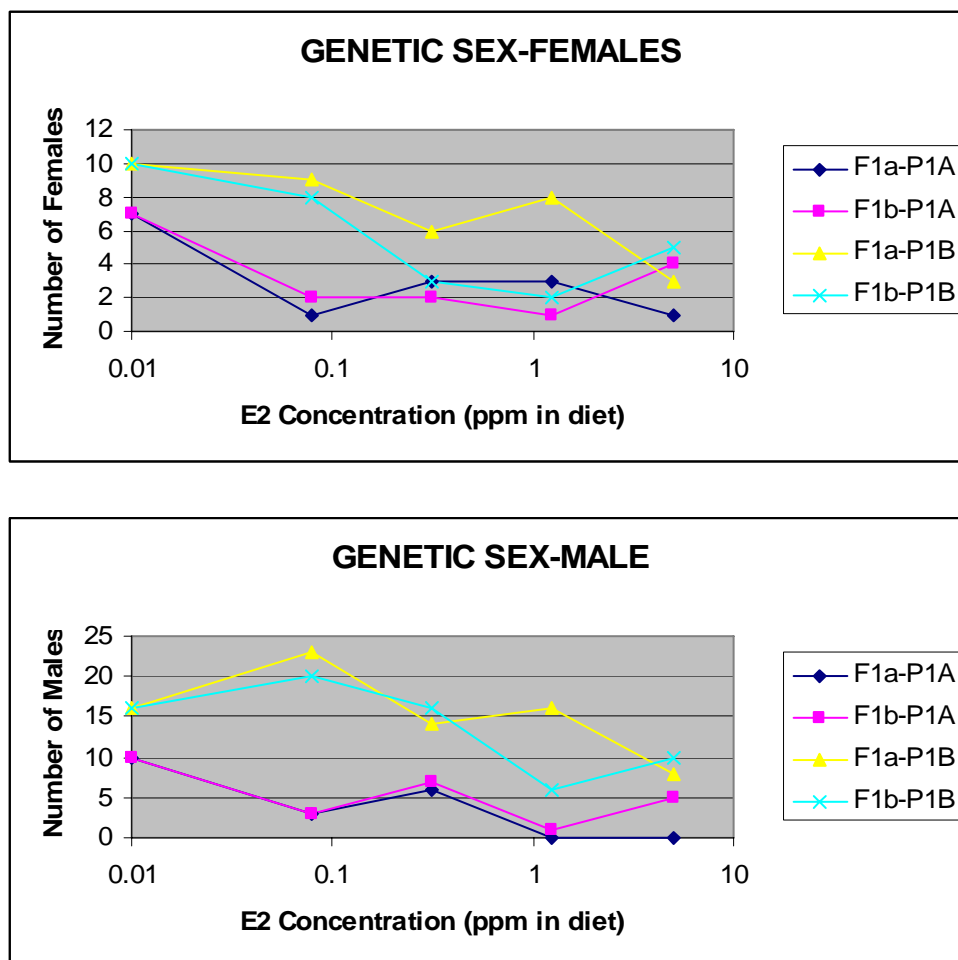 GENETIC SEX-FEMALES
Number of Females
12
10
8
6
4
2
0
0.01 0.1 1 10
E2 Concentration (ppm in diet)
F1a-P1A
F1b-P1A
F1a-P1B
F1b-P1B
GENETIC SEX-MALE
Number of Males
25
20
15
10
5
0
0.01 0.1 1 10
E2 Concentration (ppm in diet)
F1a-P1A
F1b-P1A
F1a-P1B
F1b-P1B